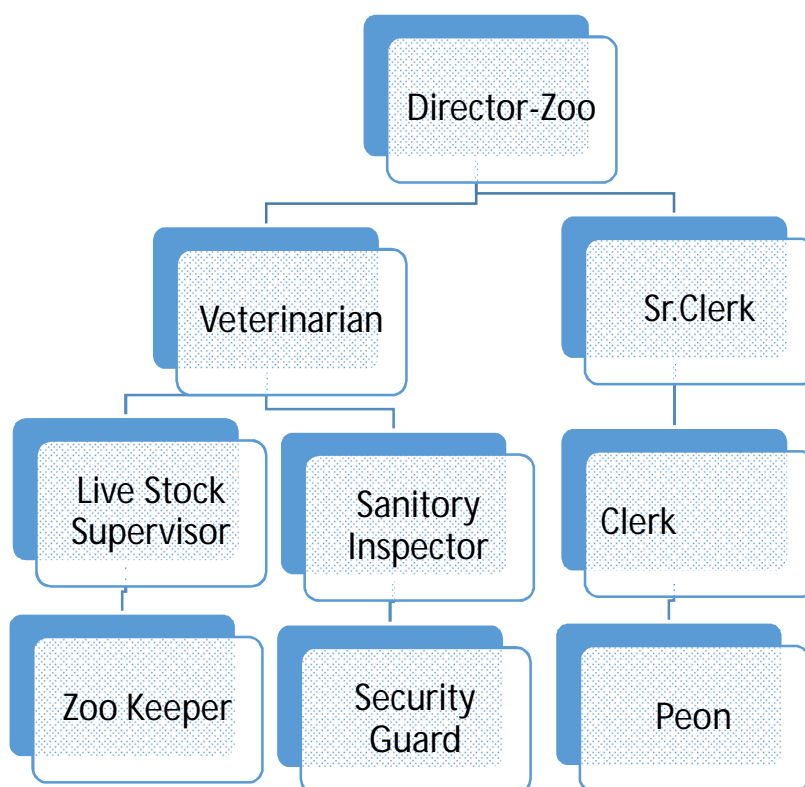 Director-Zoo
Veterinarian
Sr.Clerk
Live Stock
Supervisor
Sanitory
Inspector
Clerk
Zoo Keeper
Security
Guard
Peon